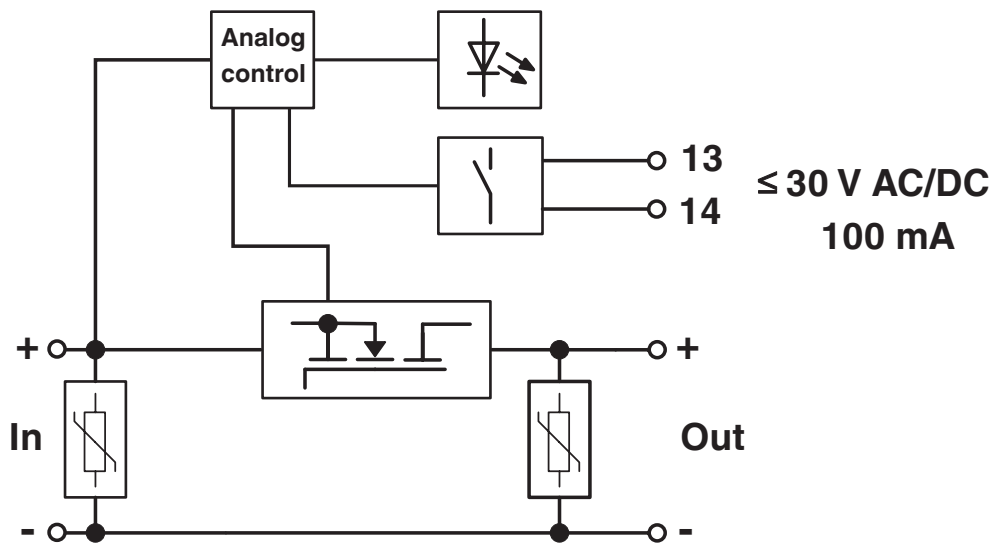 Analog
control
13
14
≤ 30 V AC/DC
100 mA
+
+
In
Out
-
-